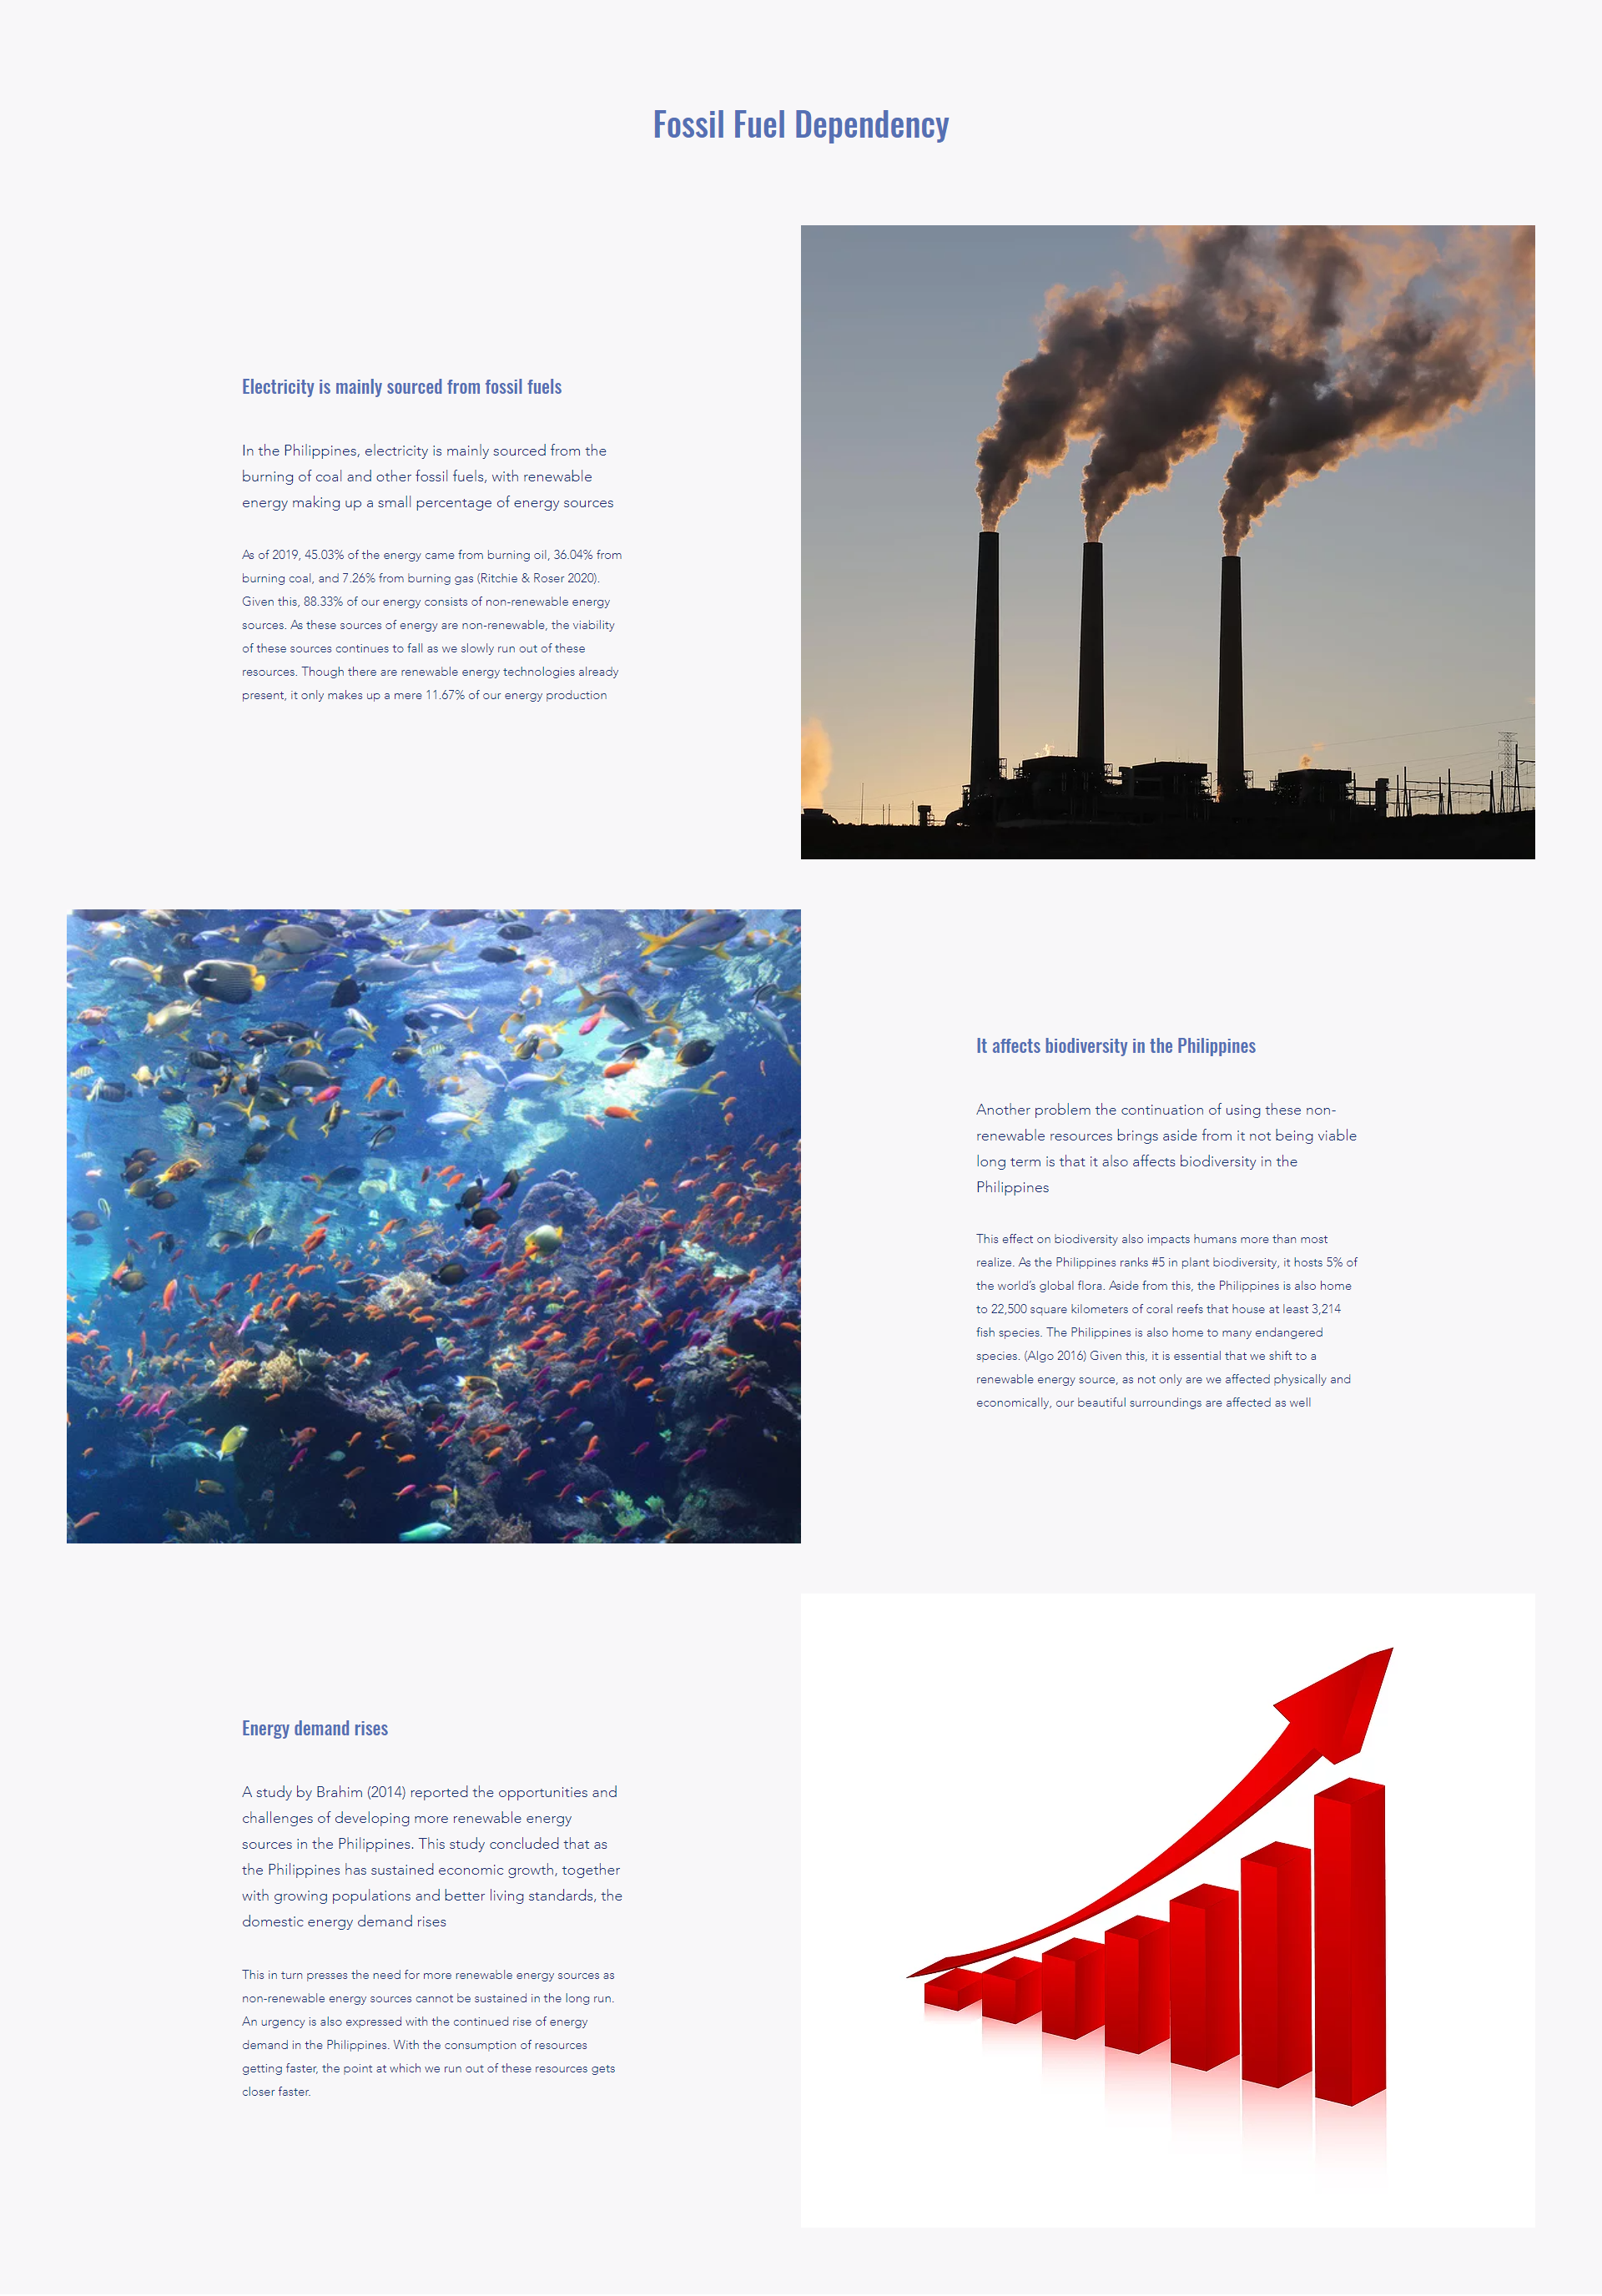 Fossil Fuel Dependency
Electricity is mainly sourced from fossil fuels
In the Philippines, electricity is mainly sourced from the
burning of coal and other fossil fuels, with renewable
energy making up a small percentage of energy sources
As of 2019, 45.03% of the energy came from burning oil, 36.04% from
burning coal, and 7.26% from burning gas (Ritchie & Roser 2020).
Given this, 88.33% of our energy consists of non-renewable energy
sources. As these sources of energy are non-renewable, the viability
of these sources continues to fall as we slowly run out of these
resources. Though there are renewable energy technologies already
present, it only makes up a mere 11.67% of our energy production
It affects biodiversity in the Philippines
Another problem the continuation of using these non-
renewable resources brings aside from it not being viable
long term is that it also affects biodiversity in the
Philippines
This effect on biodiversity also impacts humans more than most
realize. As the Philippines ranks #5 in plant biodiversity, it hosts 5% of
the world's global flora. Aside from this, the Philippines is also home
to 22,500 square kilometers of coral reefs that house at least 3,214
fish species. The Philippines is also home to many endangered
species. (Algo 2016) Given this, it is essential that we shift to a
renewable energy source, as not only are we affected physically and
economically, our beautiful surroundings are affected as well
Energy demand rises
A study by Brahim (2014) reported the opportunities and
challenges of developing more renewable energy
sources in the Philippines. This study concluded that as
the Philippines has sustained economic growth, together
with growing populations and better living standards, the
domestic energy demand rises
This in turn presses the need for more renewable energy sources as
non-renewable energy sources cannot be sustained in the long run.
An urgency is also expressed with the continued rise of energy
demand in the Philippines. With the consumption of resources
getting faster, the point at which we run out of these resources gets
closer faster.